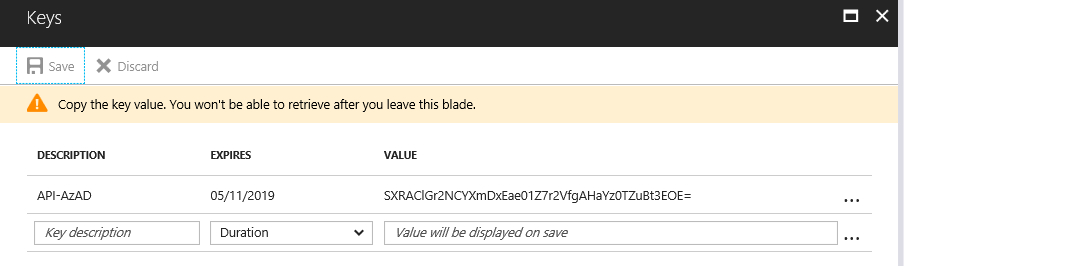 Keys
Save Discard
Copy the key value. You won't be able to retrieve after you leave this blade.
DESCRIPTION EXPIRES VALUE
API-AzAD 05/11/2019 SXRAClGr2NCYXmDxEae01Z7r2VfgAHaYz0TZuBt3EOE= ...
Key description Duration Value will be displayed on save ...